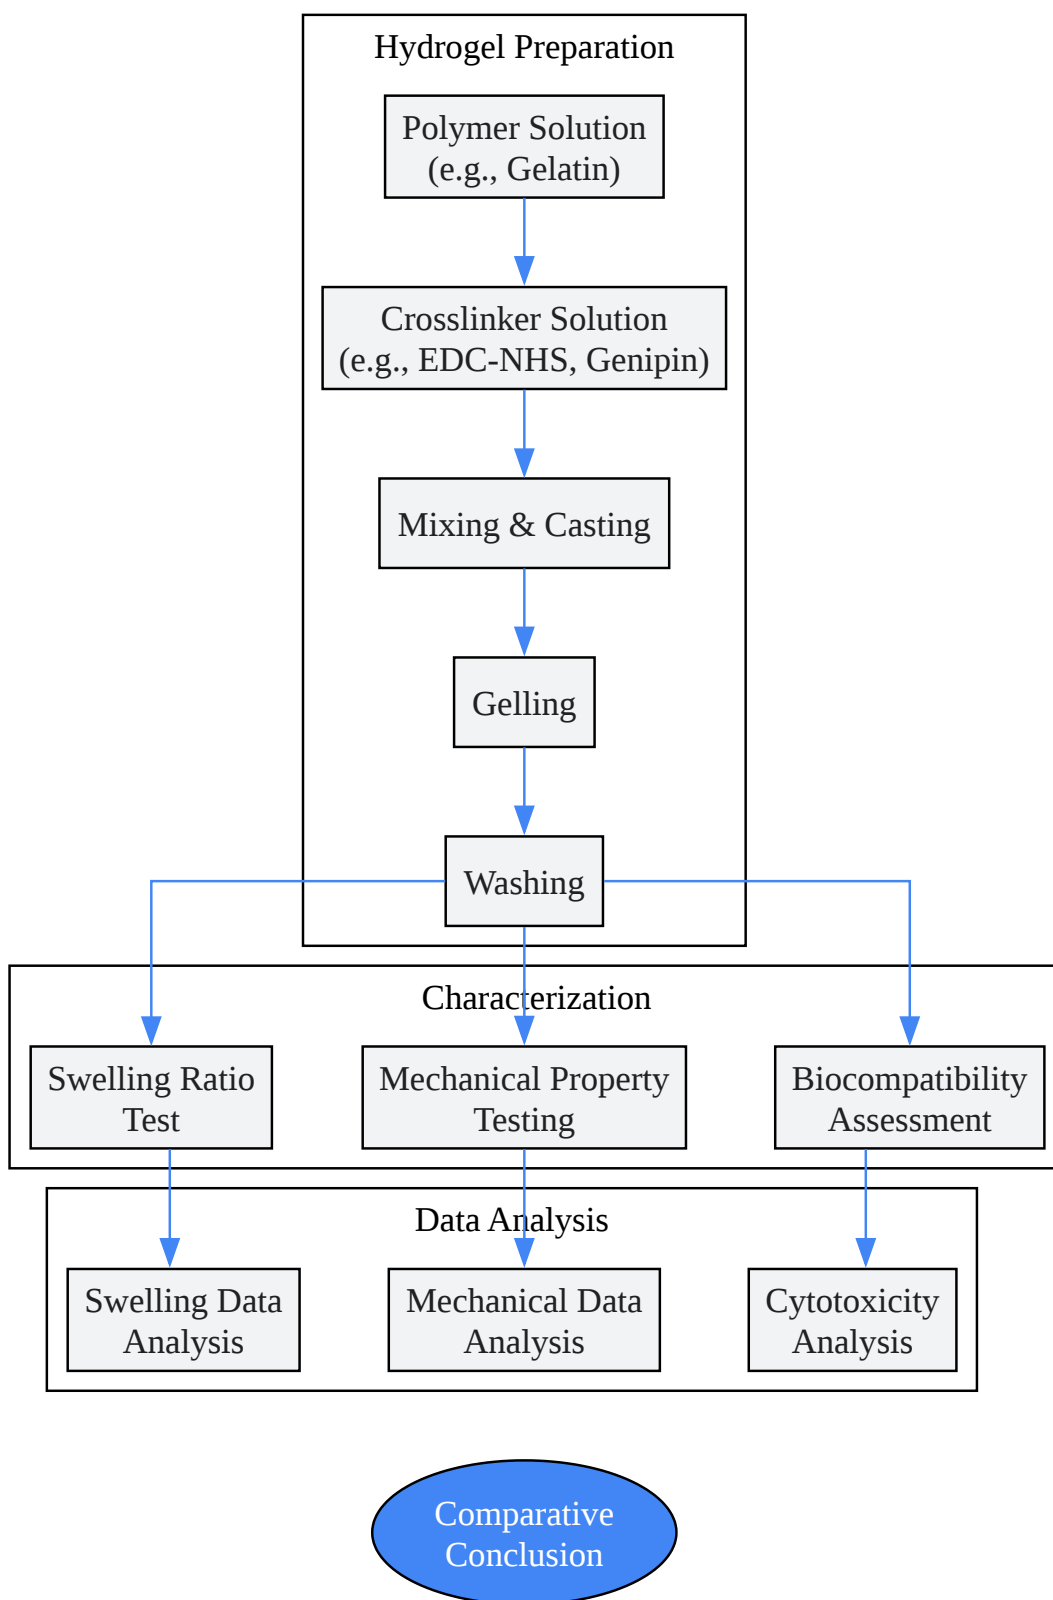 Hydrogel Preparation
Polymer Solution
(e.g., Gelatin)
Crosslinker Solution
(e.g., EDC-NHS, Genipin)
Mixing & Casting
Gelling
Washing
Characterization
Swelling Ratio
Test
Mechanical Property
Testing
Biocompatibility
Assessment
Data Analysis
Swelling Data
Analysis
Mechanical Data
Analysis
Cytotoxicity
Analysis
Comparative
Conclusion